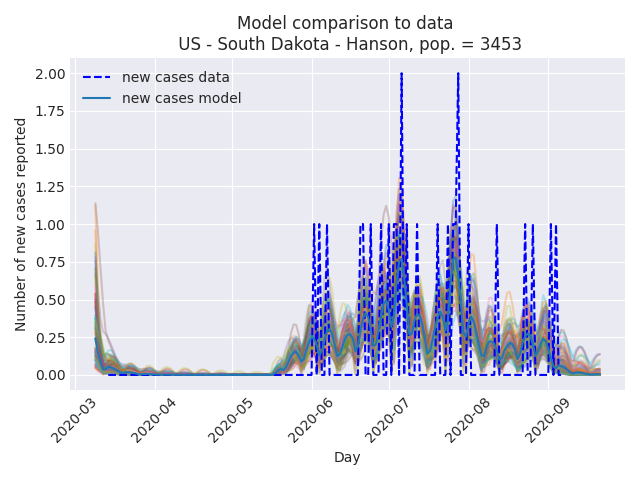 Model comparison to data
US - South Dakota - Hanson, pop. = 3453
new cases data
new cases model
Number of new cases reported
2.00
1.75
1.50
1.25
1.00
0.75
0.50
0.25
0.00
2020-03
2020-04
2020-05
2020-06
2020-07
2020-08
2020-09
Day